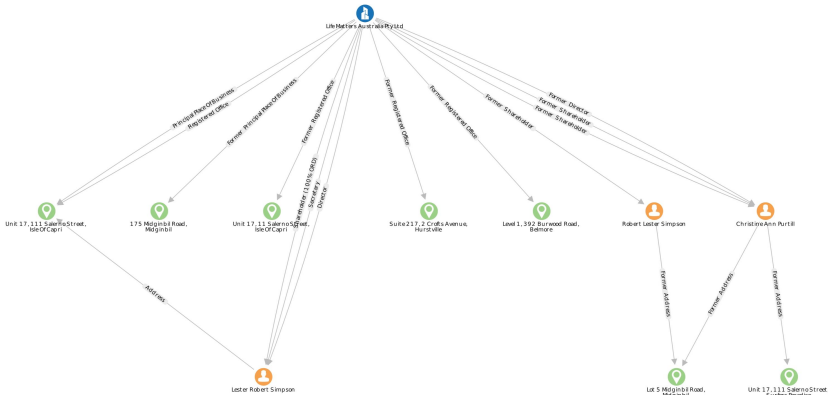 Life Matters Australia Pty Ltd
Principal Place Of Business
Registered Office
Former Principal Place Of Business
Former Registered Office
Shareholder (100% ORD)
Secretary
Director
Former Registered Office
Former Registered Office
Former Shareholder
Former Director
Former Shareholder
Former Shareholder
Unit 17, 111 Salerno Street,
Isle Of Capri
175 Midginbil Road,
Midginbil
Unit 17, 11 Salerno Street,
Isle Of Capri
Suite 217, 2 Crofts Avenue,
Hurstville
Level 1, 392 Burwood Road,
Belmore
Robert Lester Simpson
Christine Ann Purtill
Address
Former Address
Former Address
Former Address
Lester Robert Simpson
Lot 5 Midginbil Road,
Midginbil
Unit 17, 111 Salerno Street